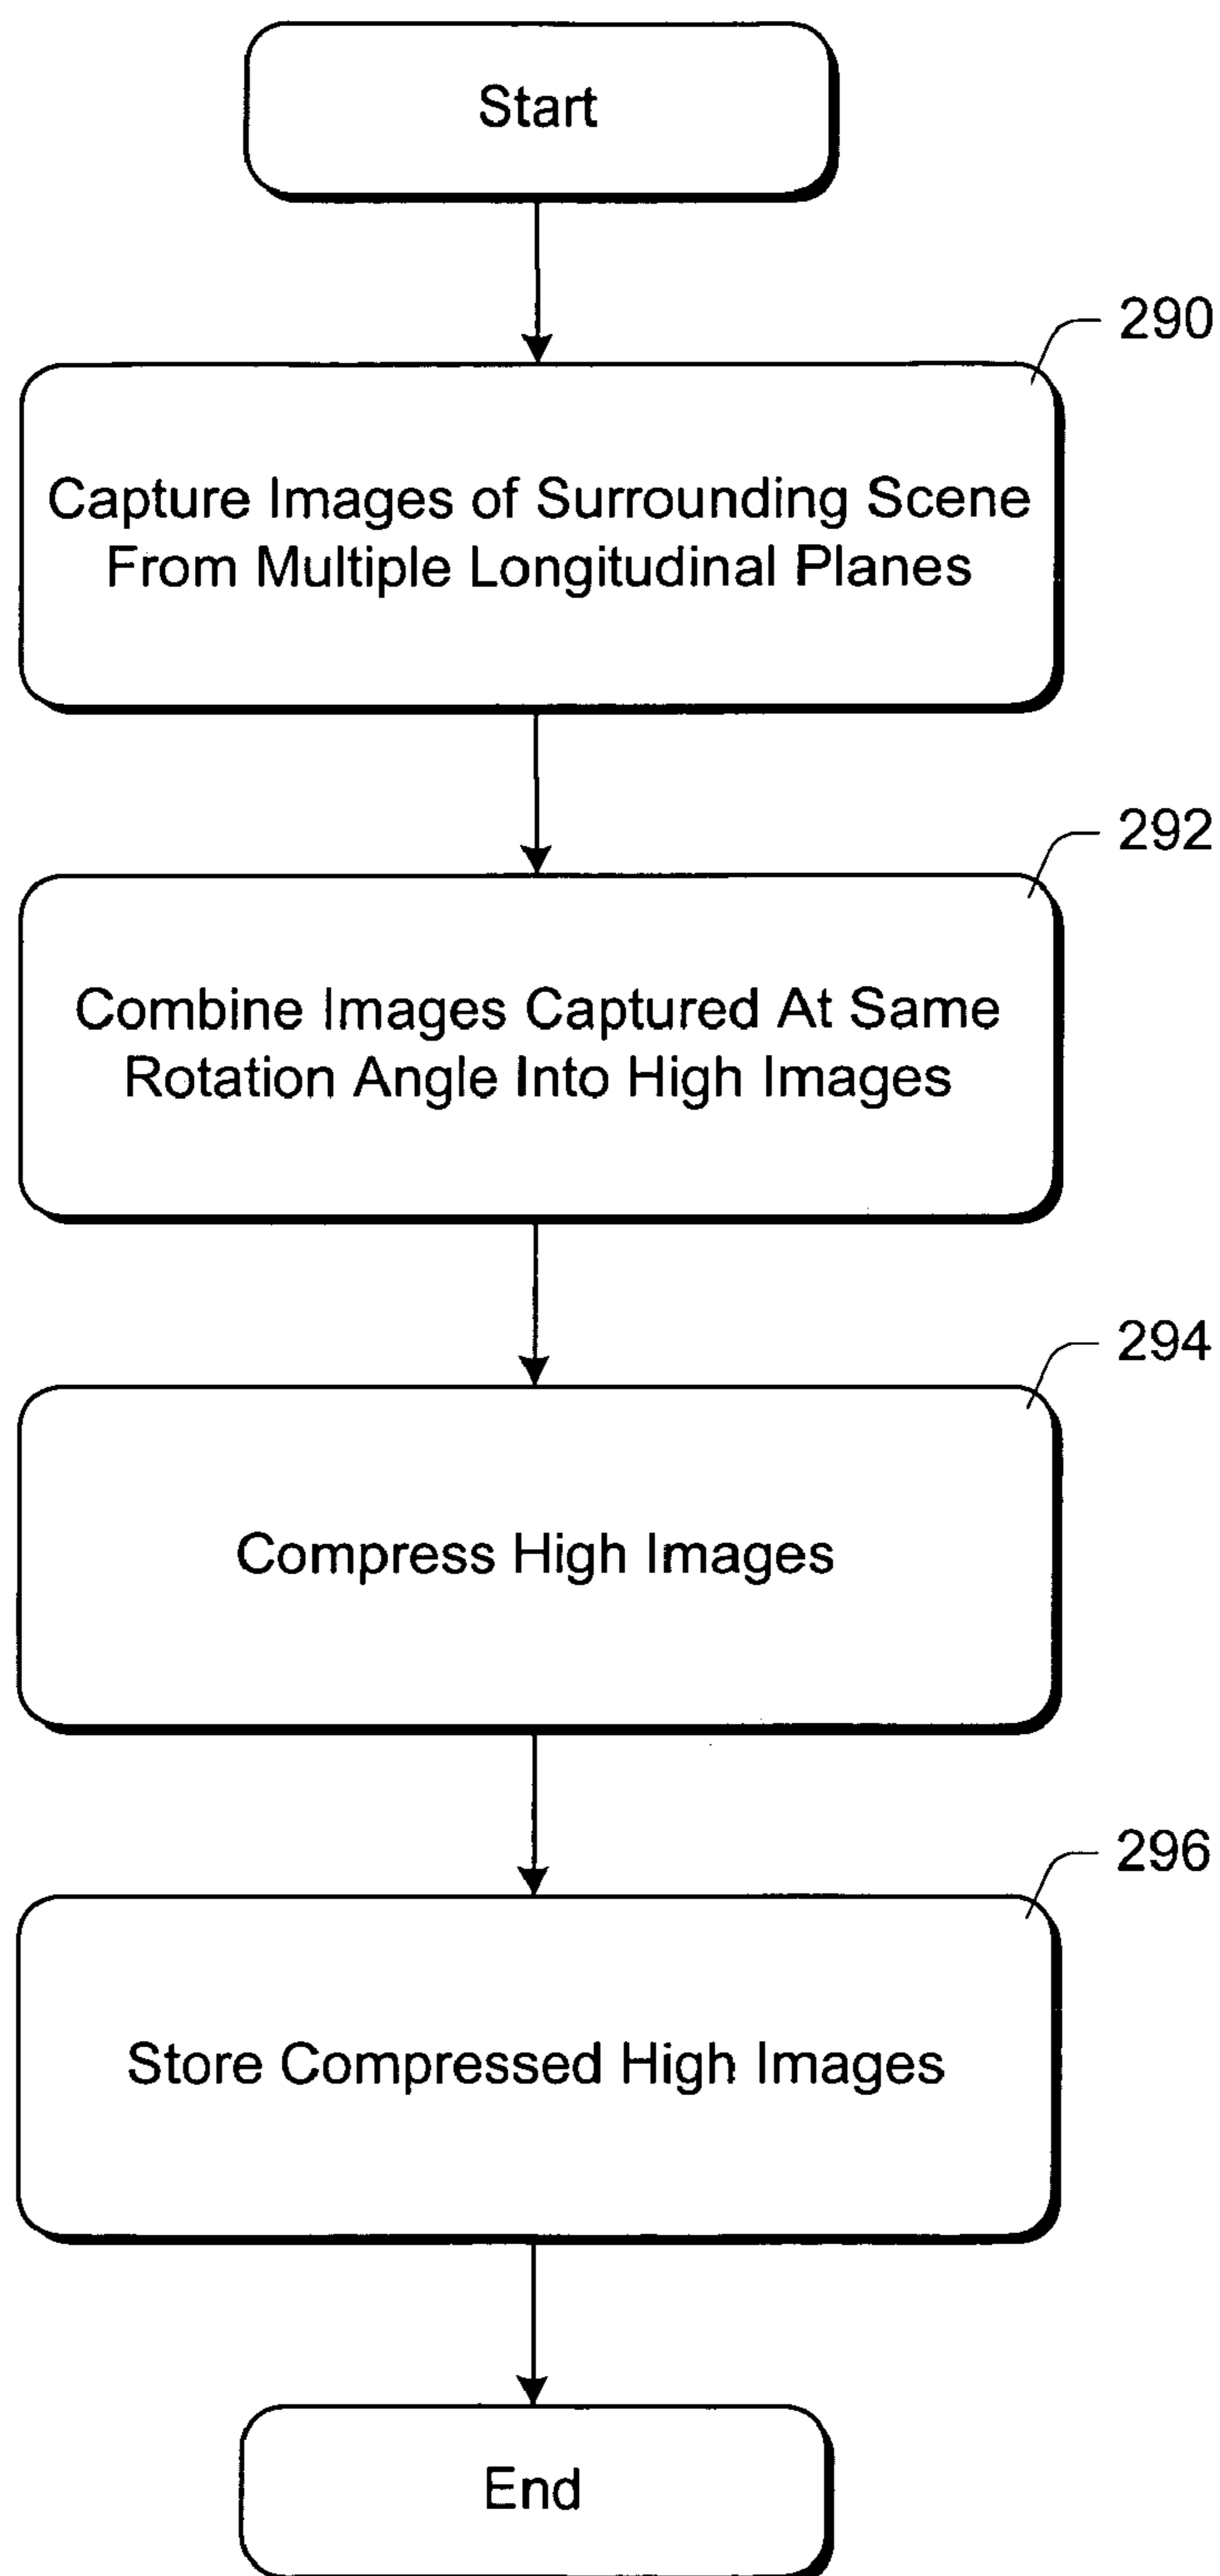 Start
290
Capture Images of Surrounding Scene
From Multiple Longitudinal Planes
292
Combine Images Captured At Same
Rotation Angle Into High Images
294
Compress High Images
296
Store Compressed High Images
End